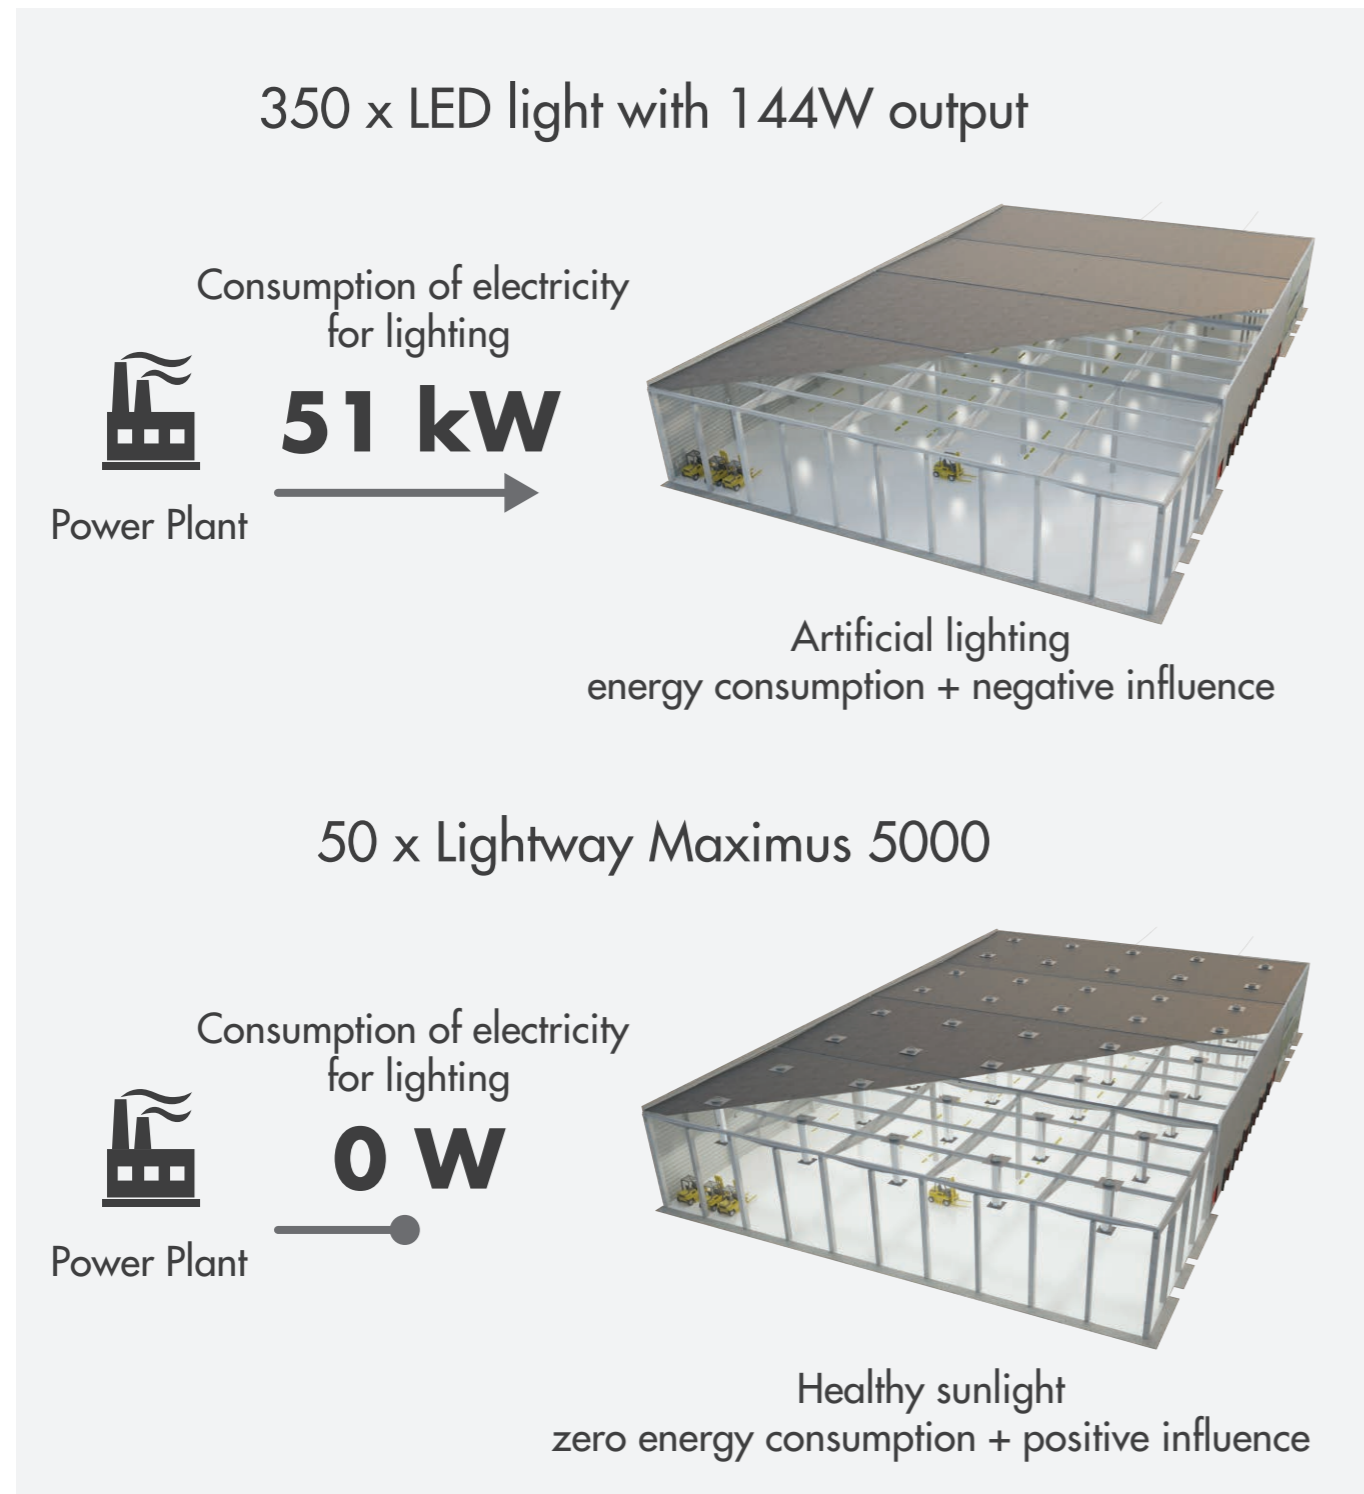 350 x LED light with 144W output
Consumption of electricity
for lighting
51 kW
Power Plant
Artificial lighting
energy consumption + negative influence
50 x Lightway Maximus 5000
Consumption of electricity
for lighting
0 W
Power Plant
Healthy sunlight
zero energy consumption + positive influence